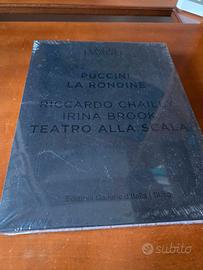 PUCCINI
LA RONDINE
RICCARDO CHAILLY
IRINA BROOK
TEATRO ALLA SCALA
subito